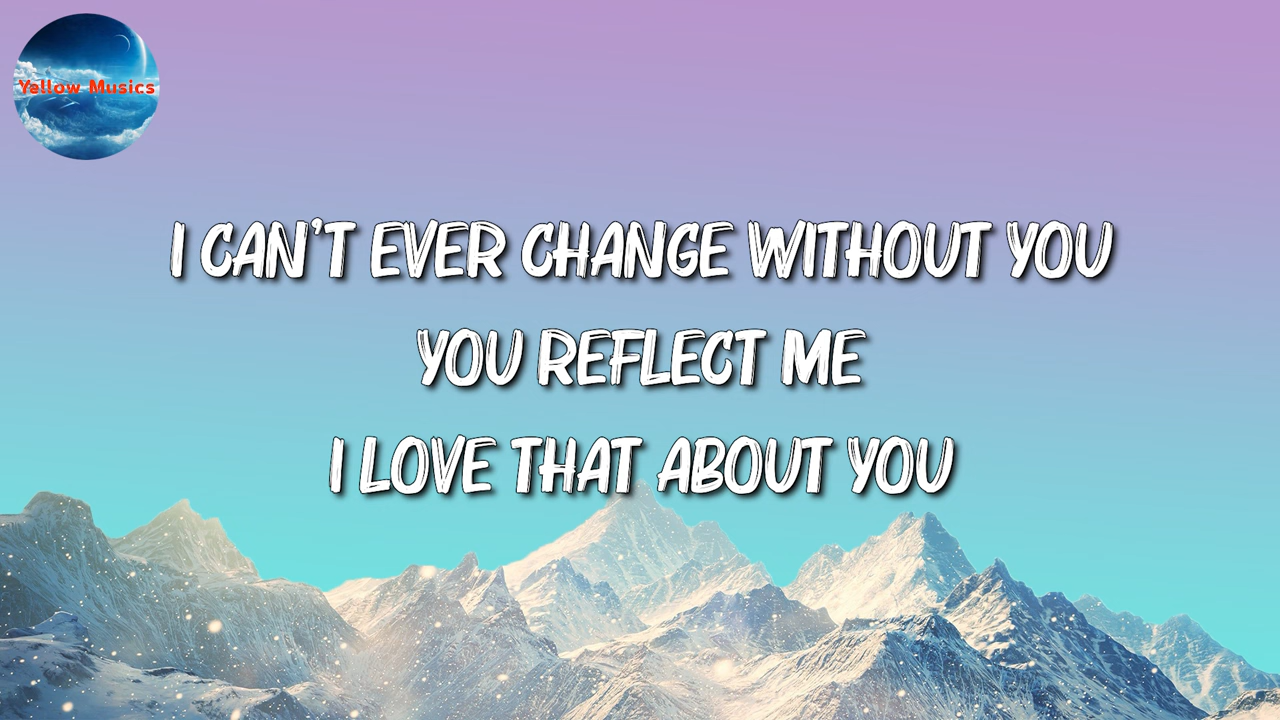 Yellow Musics
I CAN'T EVER CHANGE WITHOUT YOU
YOU REFLECT ME
I LOVE THAT ABOUT YOU